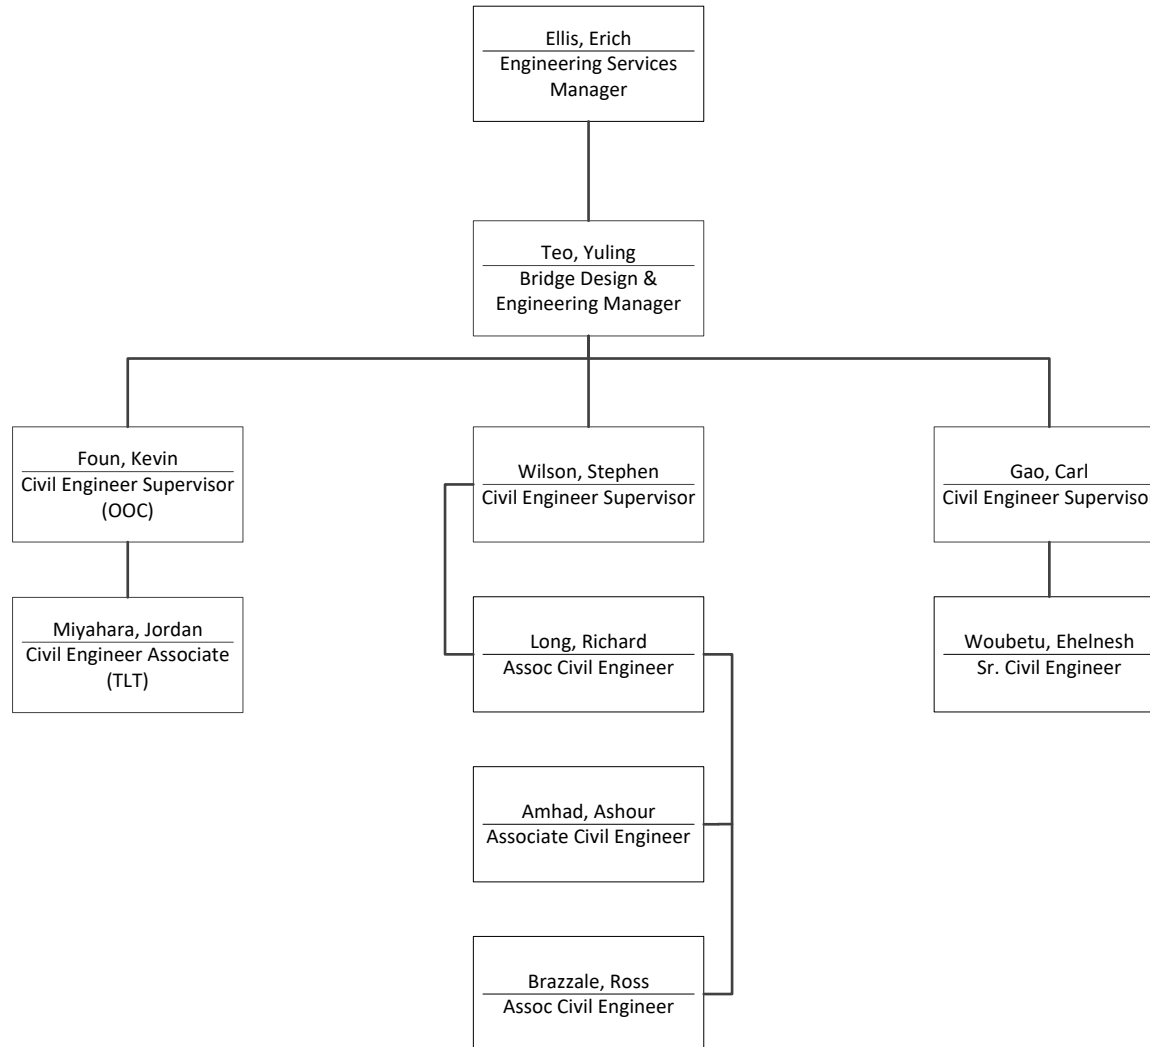 Ellis, Erich
Engineering Services
Manager
Teo, Yuling
Bridge Design &
Engineering Manager
Foun, Kevin
Civil Engineer Supervisor
(OOC)
Wilson, Stephen
Civil Engineer Supervisor
Gao, Carl
Civil Engineer Superviso
Miyahara, Jordan
Civil Engineer Associate
(TLT)
Long, Richard
Assoc Civil Engineer
Woubetu, Ehelnesh
Sr. Civil Engineer
Amhad, Ashour
Associate Civil Engineer
Brazzale, Ross
Assoc Civil Engineer